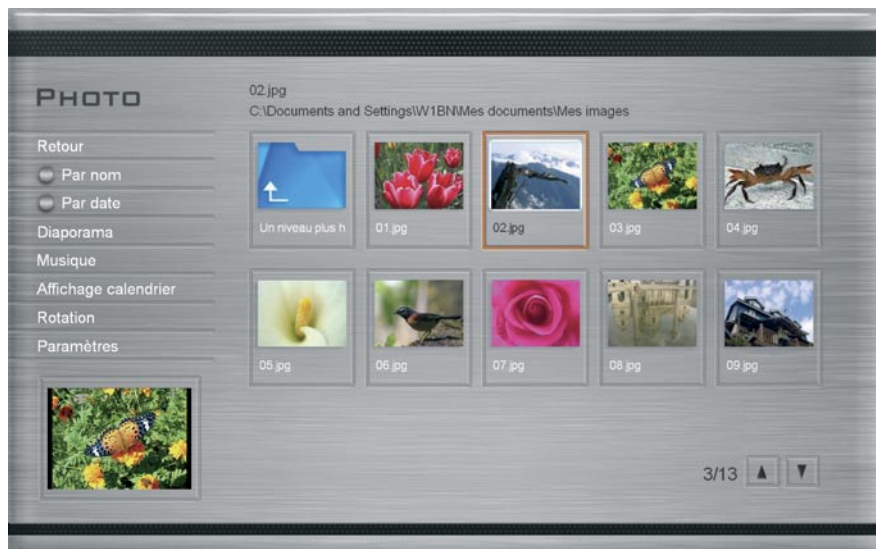 PHOTO
02.jpg
C:\Documents and Settings\W1BN\Mes documents\Mes images
Retour
Par nom
Par date
Diaporama
Musique
Affichage calendrier
Rotation
Paramètres
Un niveau plus h
01.jpg
02.jpg
03.jpg
04.jpg
05.jpg
06.jpg
07.jpg
08.jpg
09.jpg
3/13